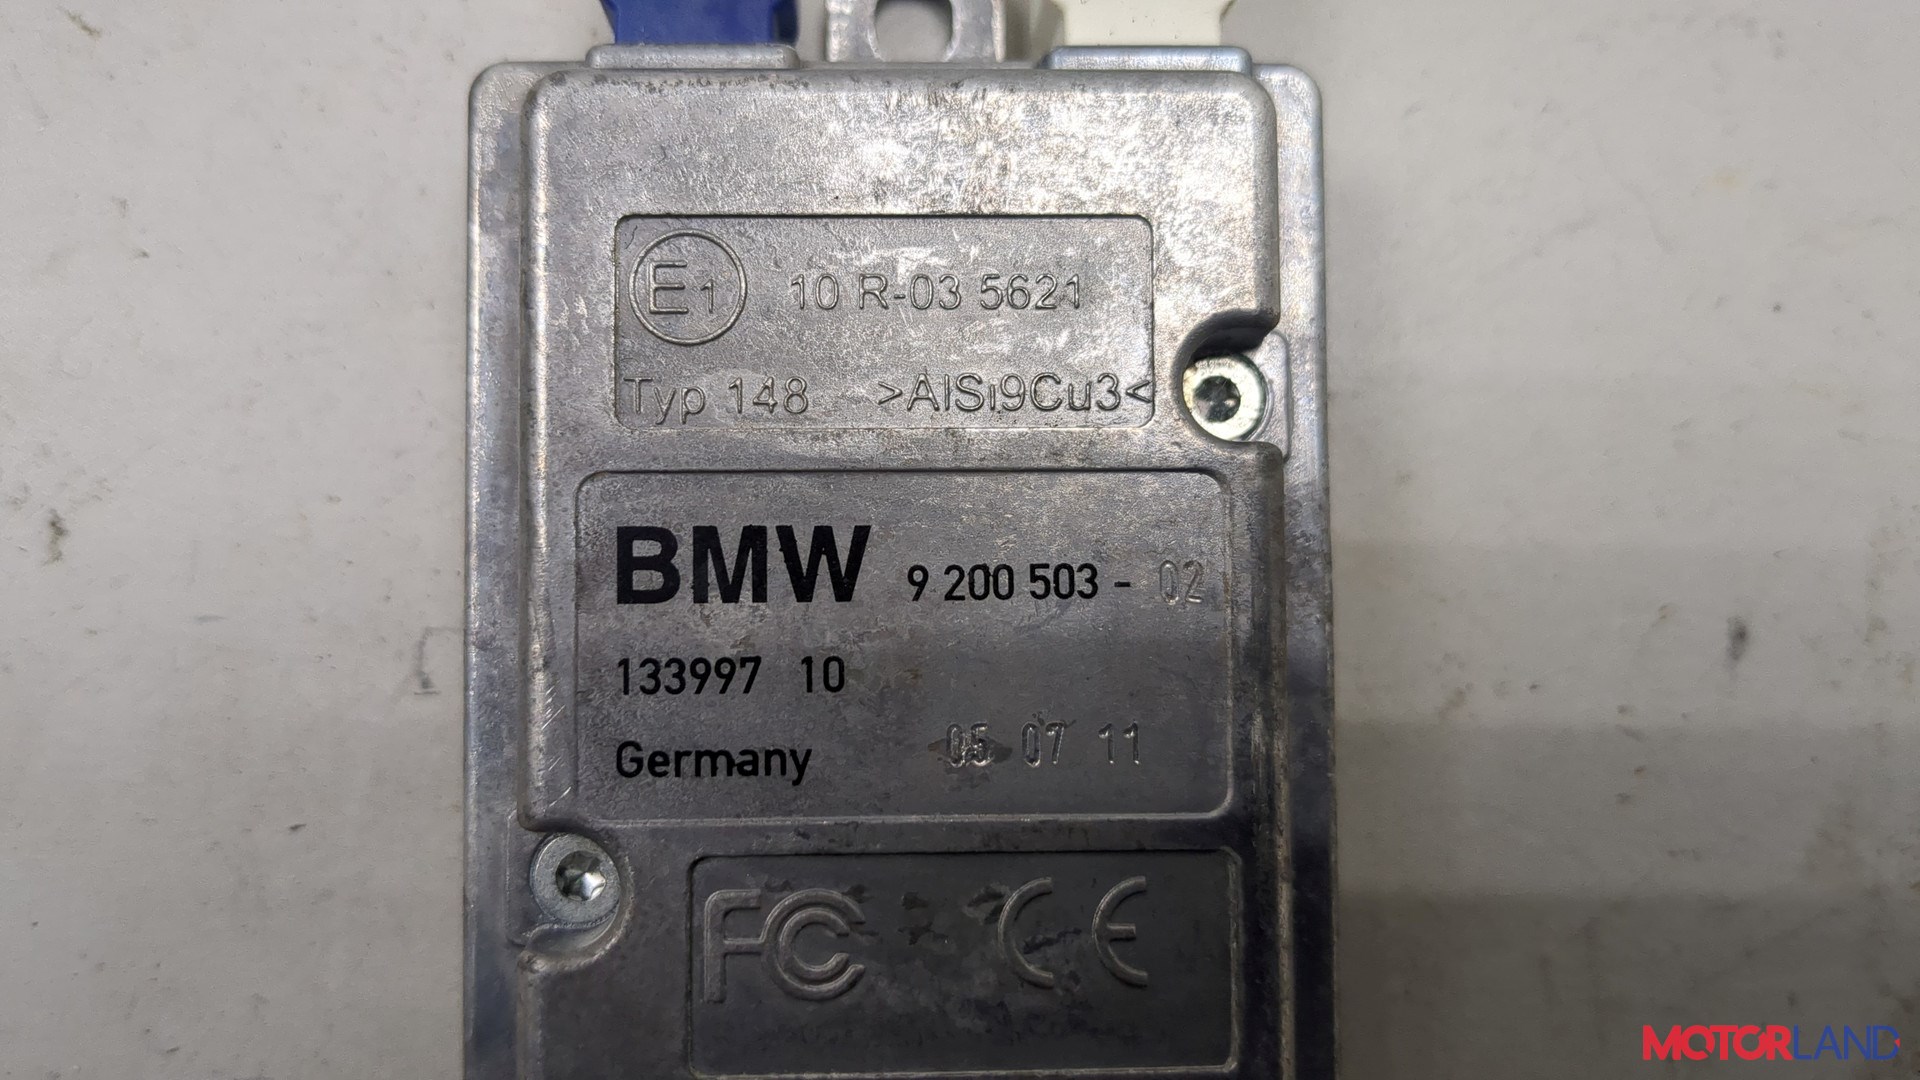 E1 10 R-03 5621
Typ 148 >AlSi9Cu3<
BMW 9 200 503 - 02
133997 10
Germany 05 07 11
FC CE
MOTORLAND